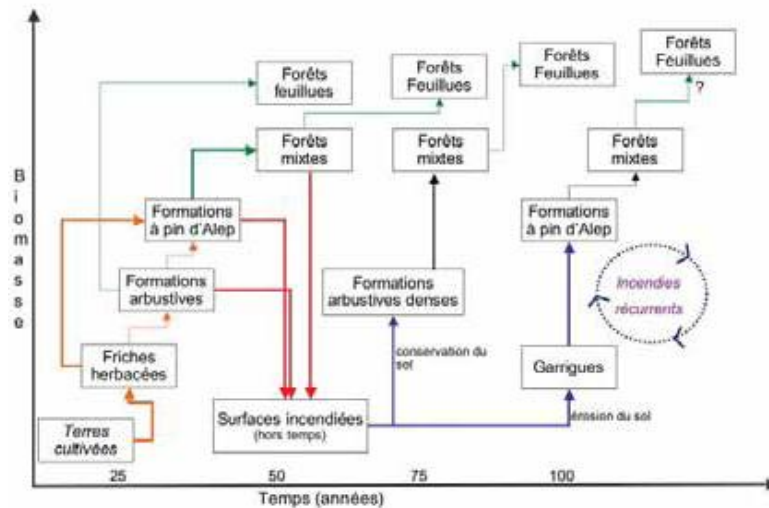 Biomasse
Forêts
feuillues
Forêts
Feuillues
Forêts
Feuillues
Forêts
Feuillues
?
Forêts
mixtes
Forêts
mixtes
Forêts
mixtes
Formations
à pin d'Alep
Formations
à pin d'Alep
Formations
arbustives
Formations
arbustives denses
Incendies
récurrents
Friches
herbacées
conservation du
sol
Garrigues
Terres
cultivées
Surfaces incendiées
(hors temps)
érosion du sol
25
50
75
100
Temps (années)